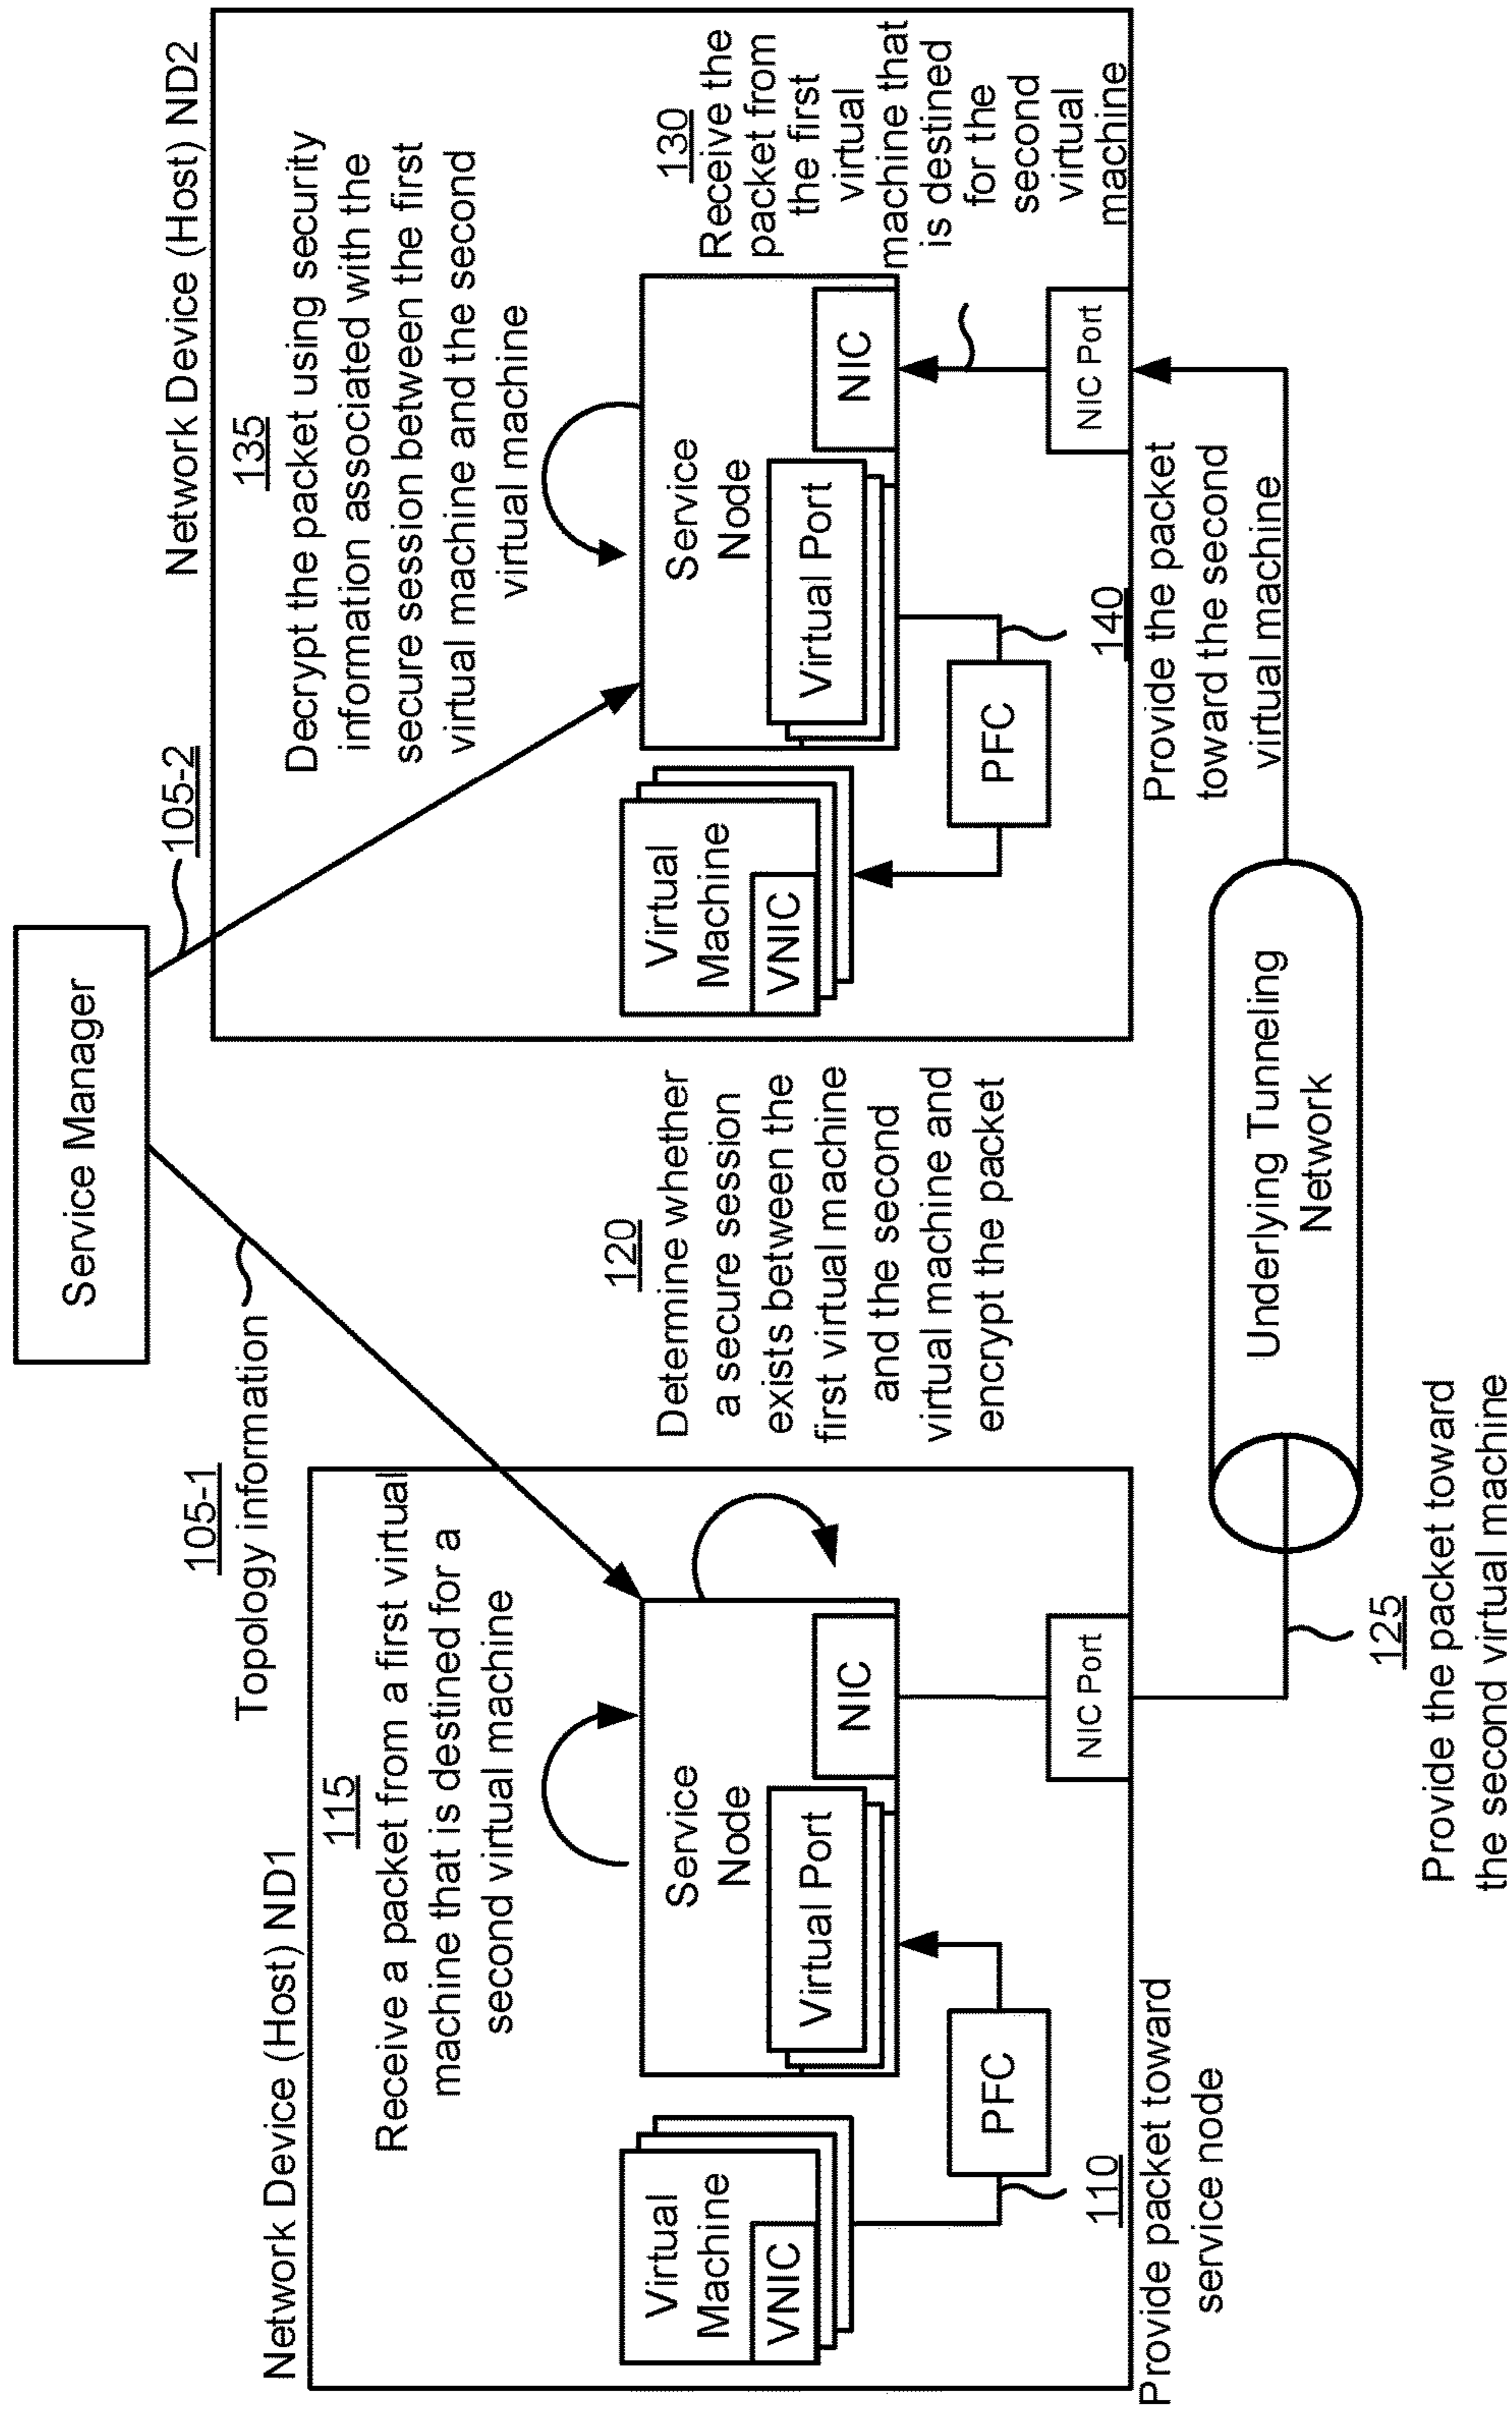 Service Manager
105-1
Topology information
105-2
Network Device (Host) ND1
115
Receive a packet from a first virtual
machine that is destined for a
second virtual machine
Virtual
Machine
VNIC
Service
Node
Virtual Port
NIC
PFC
NIC Port
110
Provide packet toward
service node
120
Determine whether
a secure session
exists between the
first virtual machine
and the second
virtual machine and
encrypt the packet
125
Provide the packet toward
the second virtual machine
Underlying Tunneling
Network
Network Device (Host) ND2
135
Decrypt the packet using security
information associated with the
secure session between the first
virtual machine and the second
virtual machine
130
Receive the
packet from
the first
virtual
machine that
is destined
for the
second
virtual
machine
Virtual
Machine
VNIC
Service
Node
Virtual Port
NIC
PFC
NIC Port
140
Provide the packet
toward the second
virtual machine